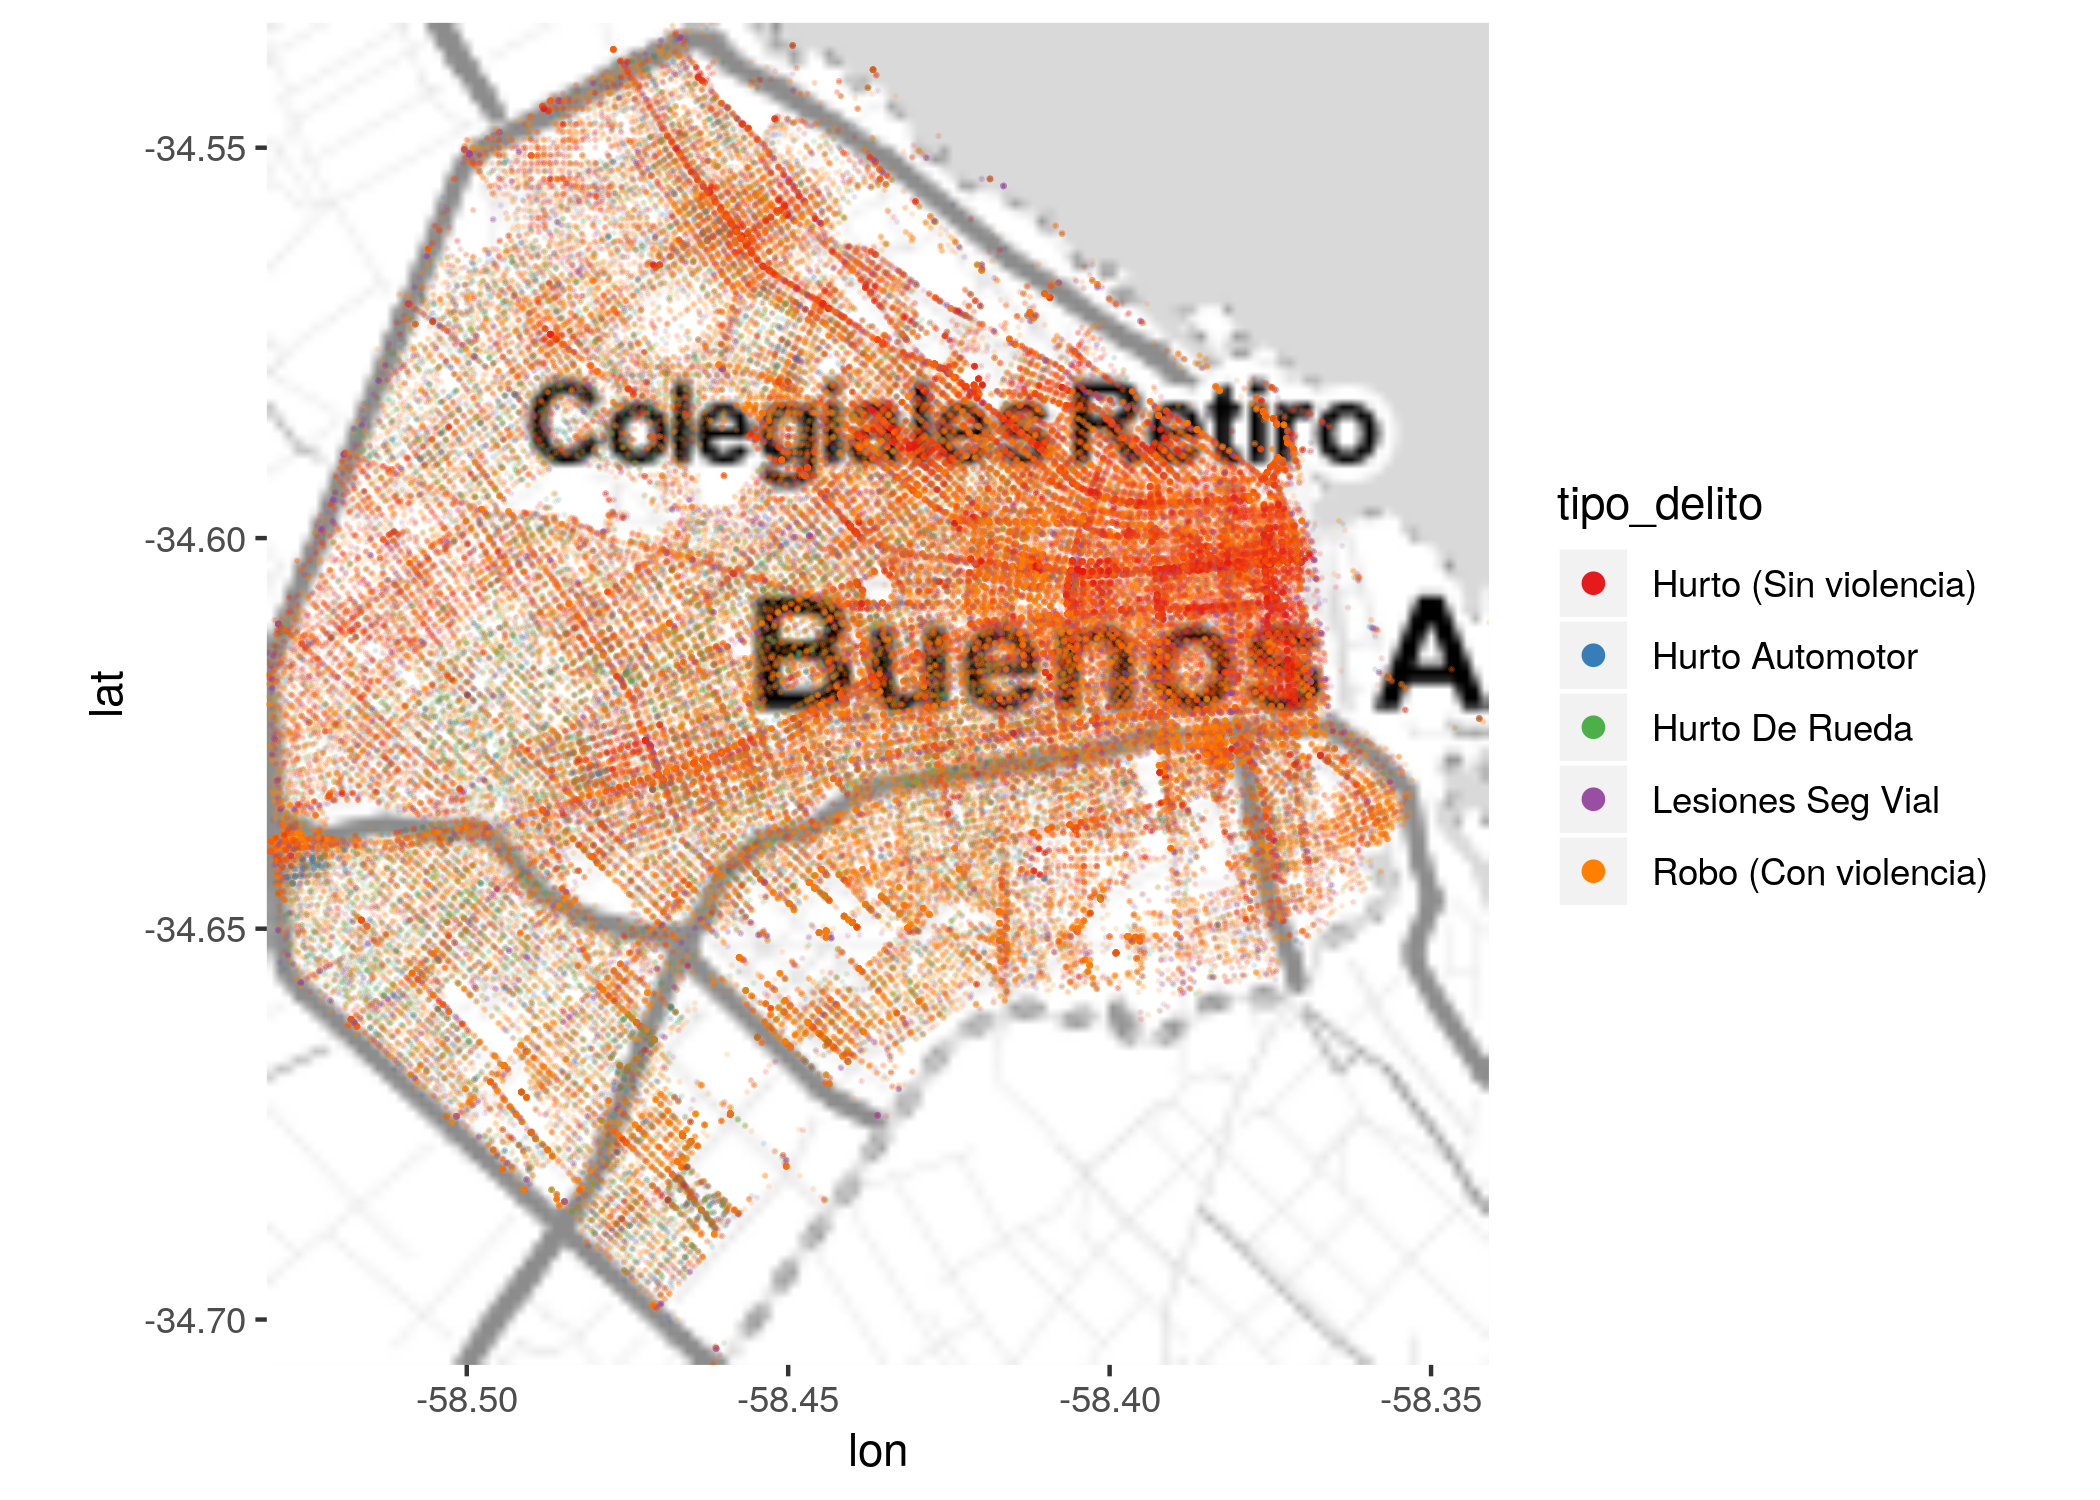 -34.55
-34.60
-34.65
-34.70
lat
Colegiales Retiro
Buenos A
-58.50
-58.45
-58.40
-58.35
lon
tipo_delito
Hurto (Sin violencia)
Hurto Automotor
Hurto De Rueda
Lesiones Seg Vial
Robo (Con violencia)